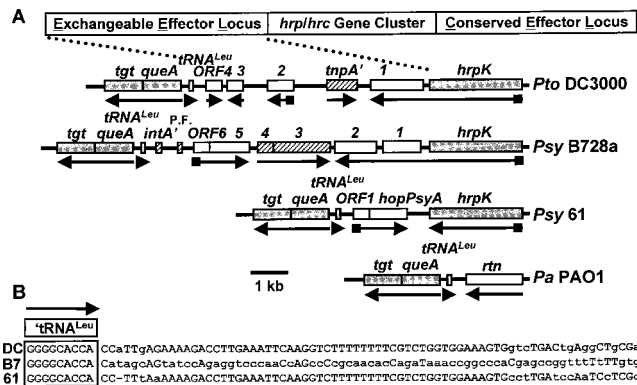 A
Exchangeable Effector Locus hrp/hrc Gene Cluster Conserved Effector Locus
tRNALeu
tgt queA ORF4 3 2 tnpA' 1 hrpK Pto DC3000
tRNALeu P.F.
tgt queA intA' ORF6 5 4 3 2 1 hrpK Psy B728a
tRNALeu
tgt queA ORF1 hopPsyA hrpK Psy 61
tRNALeu
tgt queA rtn Pa PAO1
1 kb
B
'tRNALeu
DC GGGGCACCA CCaTTgAGAAAAGACCTTGAAATTCAAGGTCTTTTTTTTCGTCTGGTGGAAAGTGgtcTGACTgAggCTgCGa
B7 GGGGCACCA CatagcAGTatccAgaggtcccaacCAcgCcgcaacacCAgataTaaacggcgccaCgagccggtttTtTTgtg
61 GGGGCACCA CC-TTTAaAAAAGACCTTGAAATTCAAGGTCTTTTTTTTCGTCTGGTGGAAAGTGccTTGAtccAaTCcTCGg